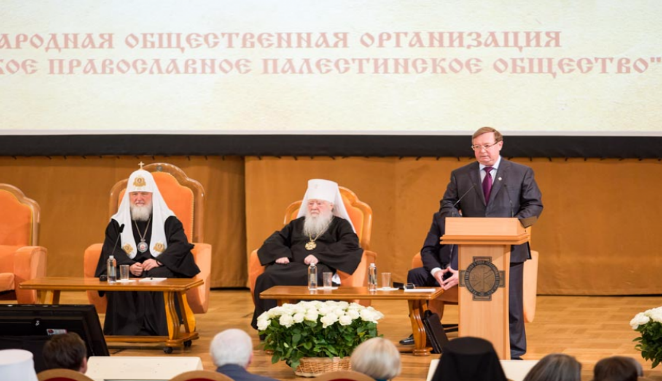 АРОДНАЯ ОБЩЕСТВЕННАЯ ОРГАНИЗАЦИЯ
КОЕ ПРАВОСЛАВНОЕ ПАЛЕСТИНСКОЕ ОБЩЕСТВО"